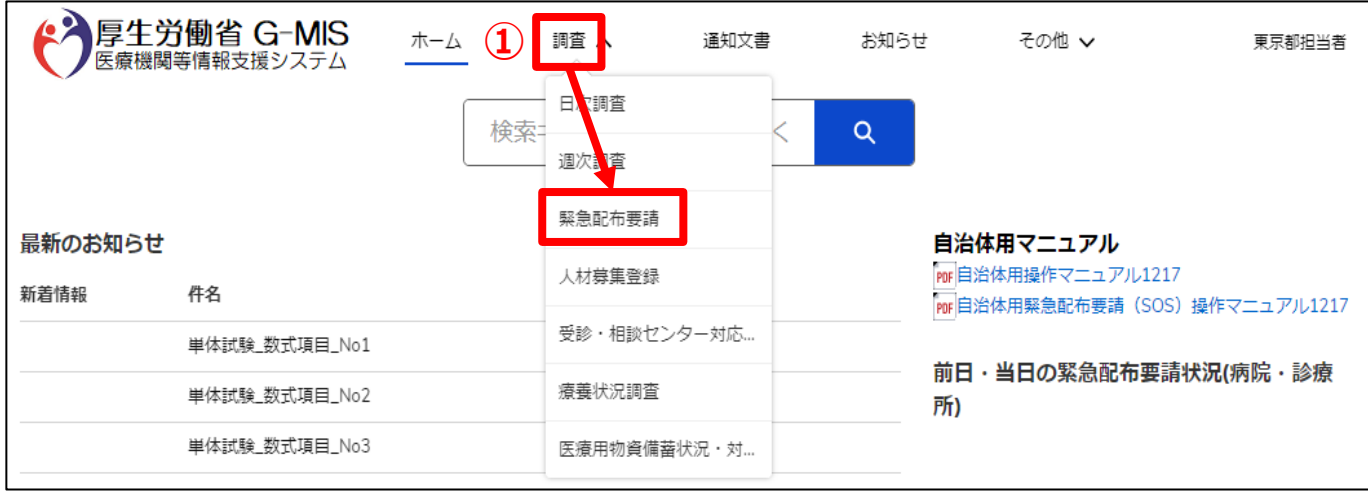 厚生労働省 G-MIS
医療機関等情報支援システム
ホーム
①
調査
通知文書
お知らせ
その他
東京都担当者
検索
く
日次調査
週次調査
緊急配布要請
人材募集登録
受診・相談センター対応...
療養状況調査
医療用物資備蓄状況・対...
最新のお知らせ
新着情報 件名
単体試験_数式項目_No1
単体試験_数式項目_No2
単体試験_数式項目_No3
自治体用マニュアル
PDF 自治体用操作マニュアル1217
PDF 自治体用緊急配布要請（SOS）操作マニュアル1217
前日・当日の緊急配布要請状況(病院・診療
所)